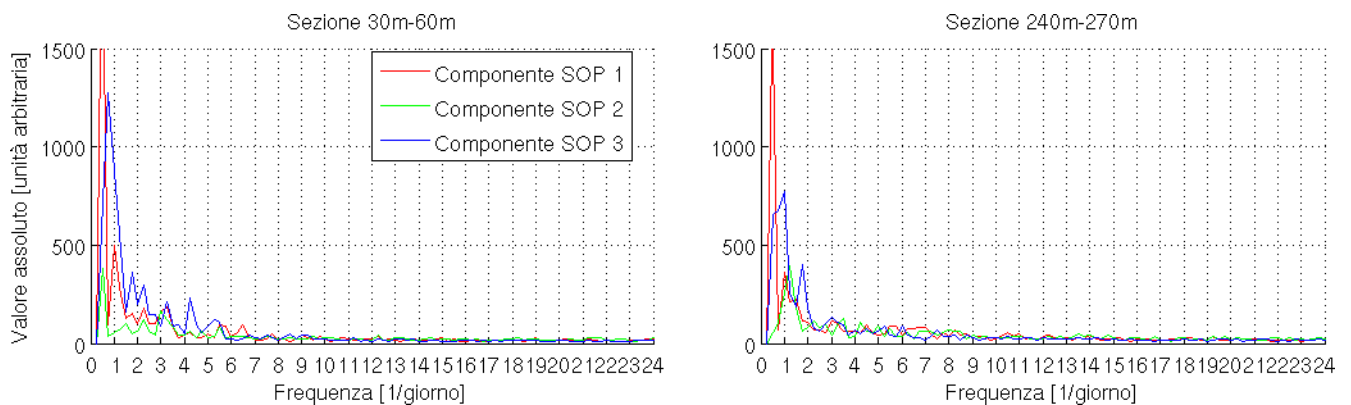 Sezione 30m-60m
Valore assoluto [unità arbitraria]
1500
1000
500
0
Componente SOP 1
Componente SOP 2
Componente SOP 3
0 1 2 3 4 5 6 7 8 9 10 11 12 13 14 15 16 17 18 19 20 21 22 23 24
Frequenza [1/giorno]
Sezione 240m-270m
1500
1000
500
0
0 1 2 3 4 5 6 7 8 9 10 11 12 13 14 15 16 17 18 19 20 21 22 23 24
Frequenza [1/giorno]